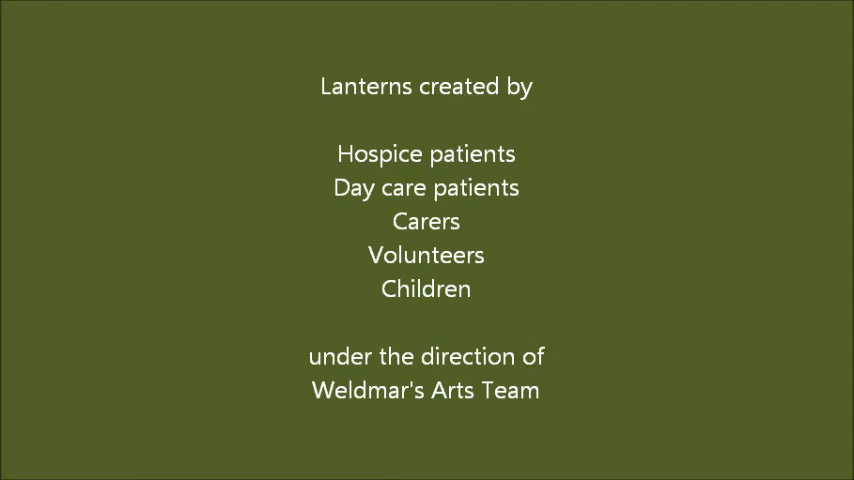 Lanterns created by
Hospice patients
Day care patients
Carers
Volunteers
Children
under the direction of
Weldmar's Arts Team